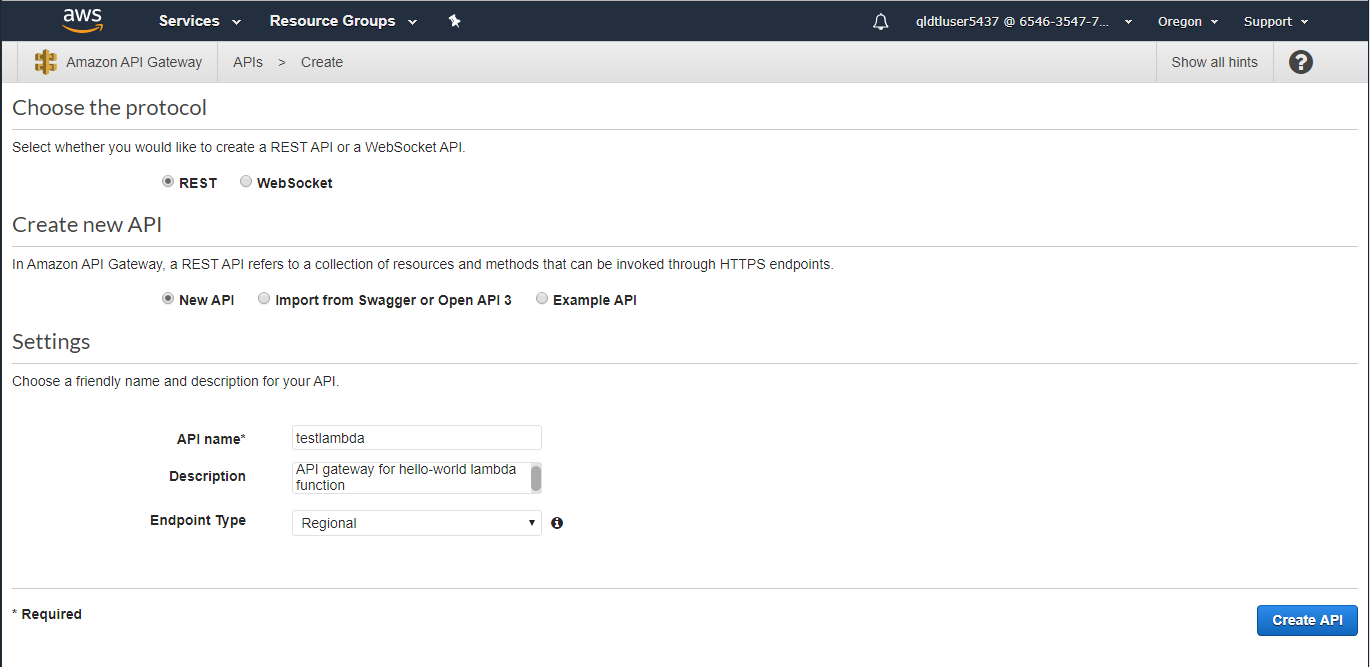 aws Services Resource Groups qldtluser5437 @ 6546-3547-7... Oregon Support
Amazon API Gateway APIs > Create Show all hints ?
Choose the protocol
Select whether you would like to create a REST API or a WebSocket API.
REST WebSocket
Create new API
In Amazon API Gateway, a REST API refers to a collection of resources and methods that can be invoked through HTTPS endpoints.
New API Import from Swagger or Open API 3 Example API
Settings
Choose a friendly name and description for your API.
API name* testlambda
Description API gateway for hello-world lambda
function
Endpoint Type Regional
* Required
Create API